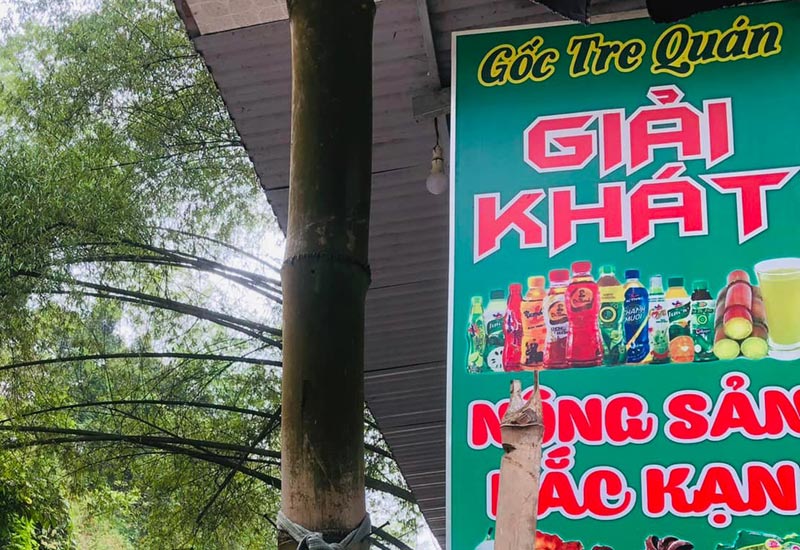 Gốc Tre Quán
GIẢI
KHÁT
NÔNG SẢN
BẮC KẠN